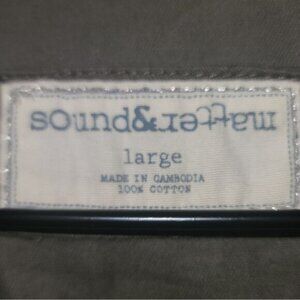 sound&matter
large
MADE IN CAMBODIA
100% COTTON